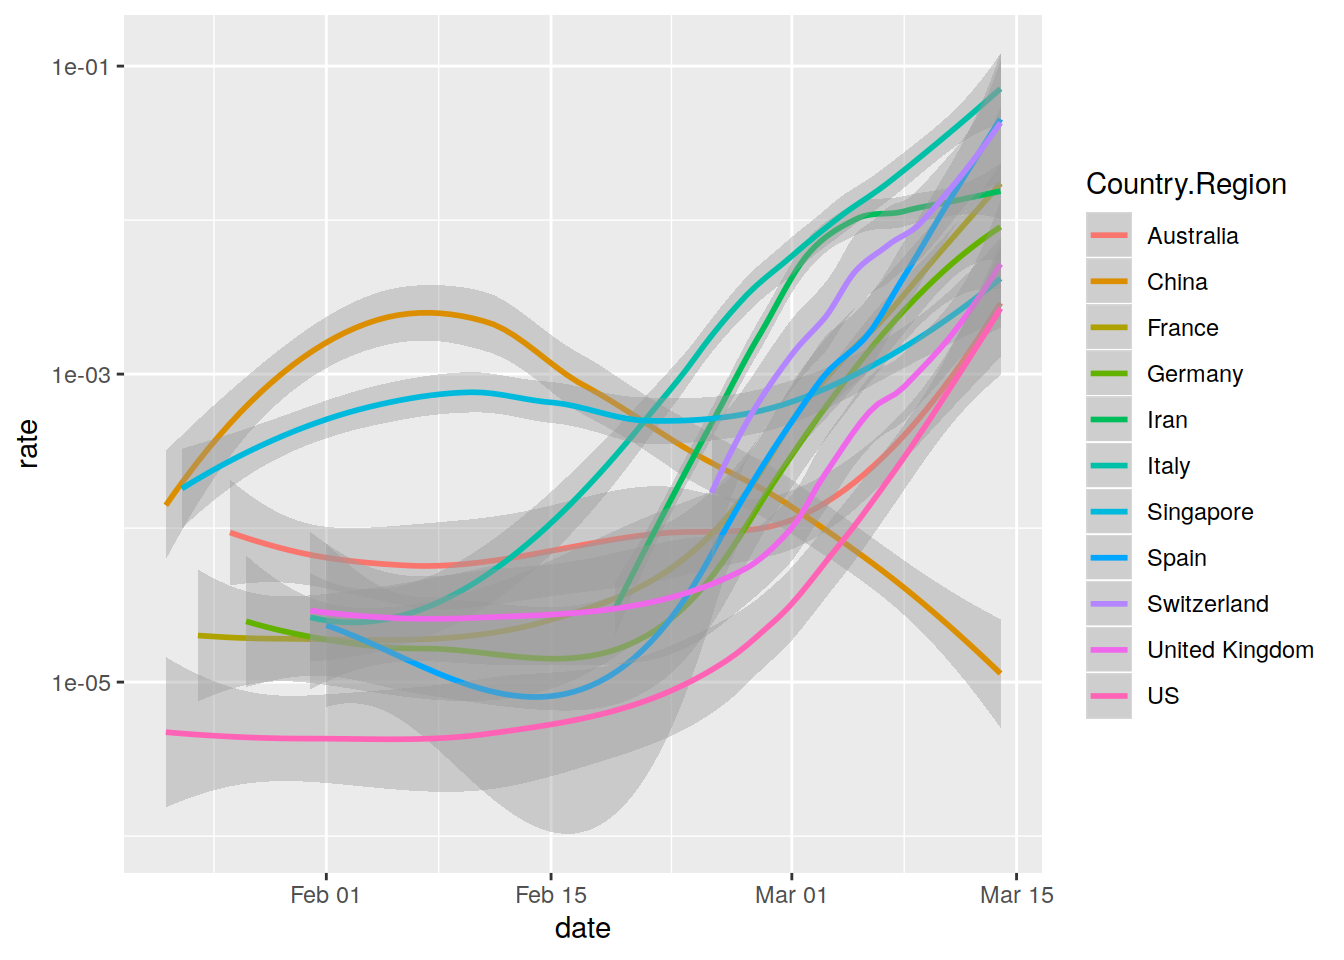 1e-01
1e-03
1e-05
rate
Feb 01
Feb 15
Mar 01
Mar 15
date
Country.Region
Australia
China
France
Germany
Iran
Italy
Singapore
Spain
Switzerland
United Kingdom
US